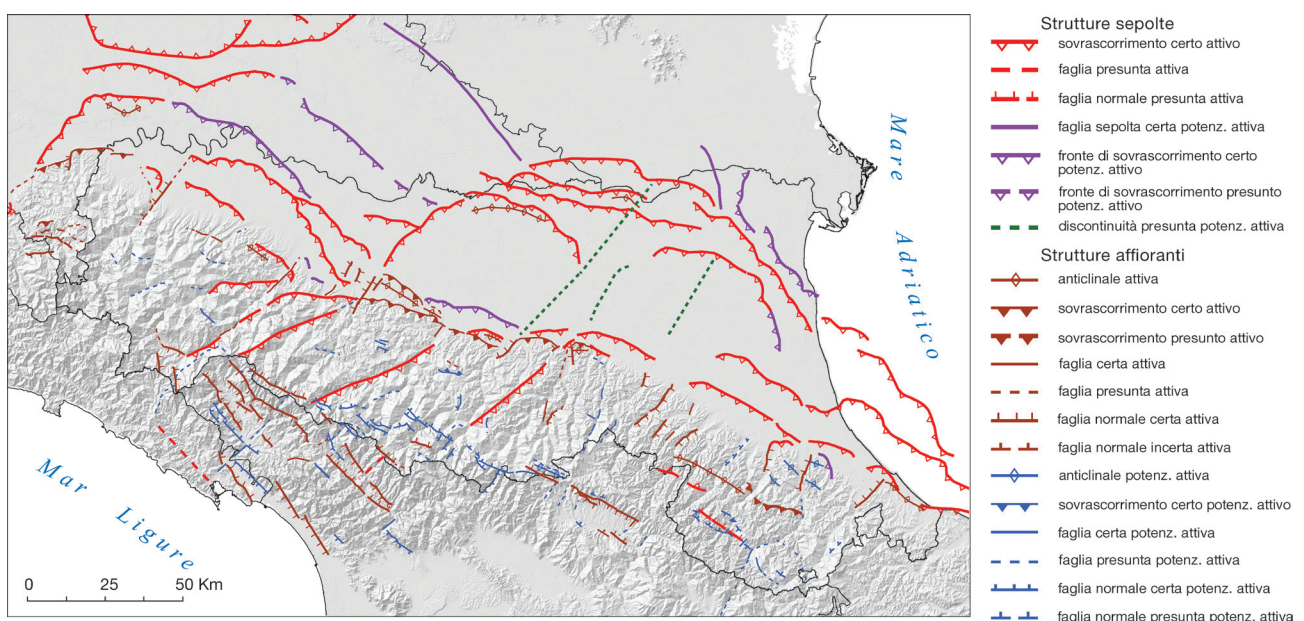 Mare
Adriatico
Mar
Ligure
0 25 50 Km
Strutture sepolte
sovrascorrimento certo attivo
faglia presunta attiva
faglia normale presunta attiva
faglia sepolta certa potenz. attiva
fronte di sovrascorrimento certo
potenz. attivo
fronte di sovrascorrimento presunto
potenz. attivo
discontinuità presunta potenz. attiva
Strutture affioranti
anticlinale attiva
sovrascorrimento certo attivo
sovrascorrimento presunto attivo
faglia certa attiva
faglia presunta attiva
faglia normale certa attiva
faglia normale incerta attiva
anticlinale potenz. attiva
sovrascorrimento certo potenz. attivo
faglia certa potenz. attiva
faglia presunta potenz. attiva
faglia normale certa potenz. attiva
faglia normale presunta potenz. attiva